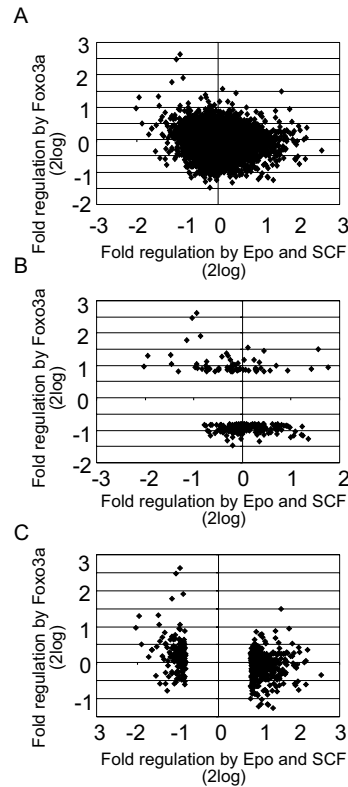 A
Fold regulation by Foxo3a
(2log)
3
2
1
0
-1
-2
-3 -2 -1 0 1 2 3
Fold regulation by Epo and SCF
(2log)
B
Fold regulation by Foxo3a
(2log)
3
2
1
0
-1
-2
-3 -2 -1 0 1 2
Fold regulation by Epo and SCF
(2log)
C
Fold regulation by Foxo3a
(2log)
3
2
1
0
-1
-3 -2 -1 0 1 2 3
Fold regulation by Epo and SCF
(2log)